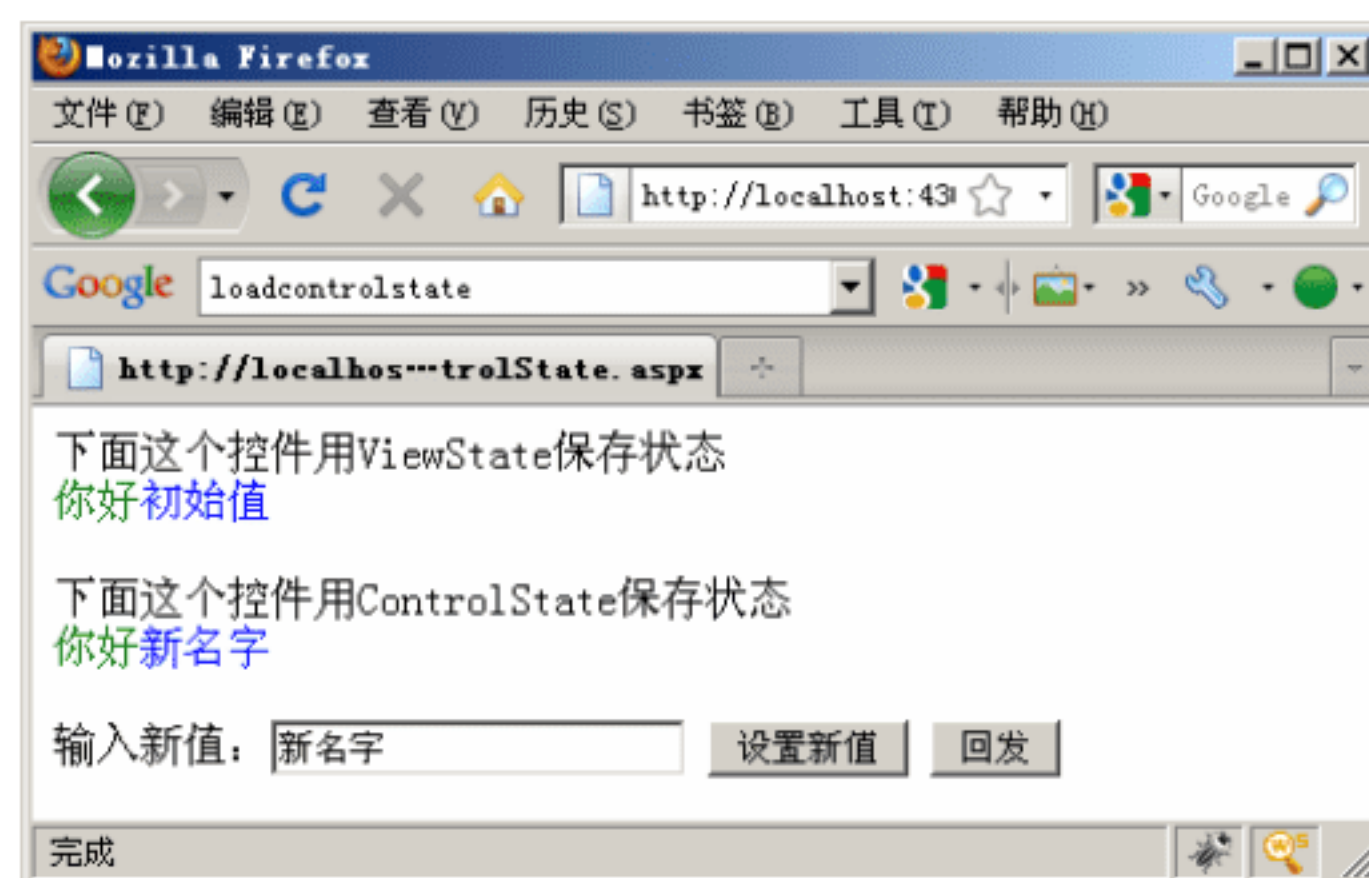 Mozilla Firefox
文件(F) 编辑(E) 查看(V) 历史(S) 书签(B) 工具(T) 帮助(H)
http://localhost:43 Google
Google loadcontrolstate
http://localhos…trolState.aspx
下面这个控件用ViewState保存状态
你好初始值
下面这个控件用ControlState保存状态
你好新名字
输入新值：新名字 设置新值 回发
完成